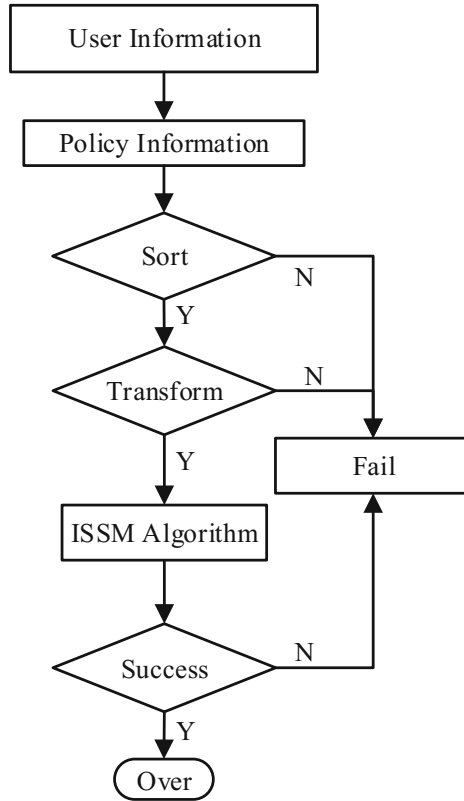 User Information
Policy Information
Sort
N
Y
Transform
N
Y
Fail
ISSM Algorithm
Success
N
Y
Over